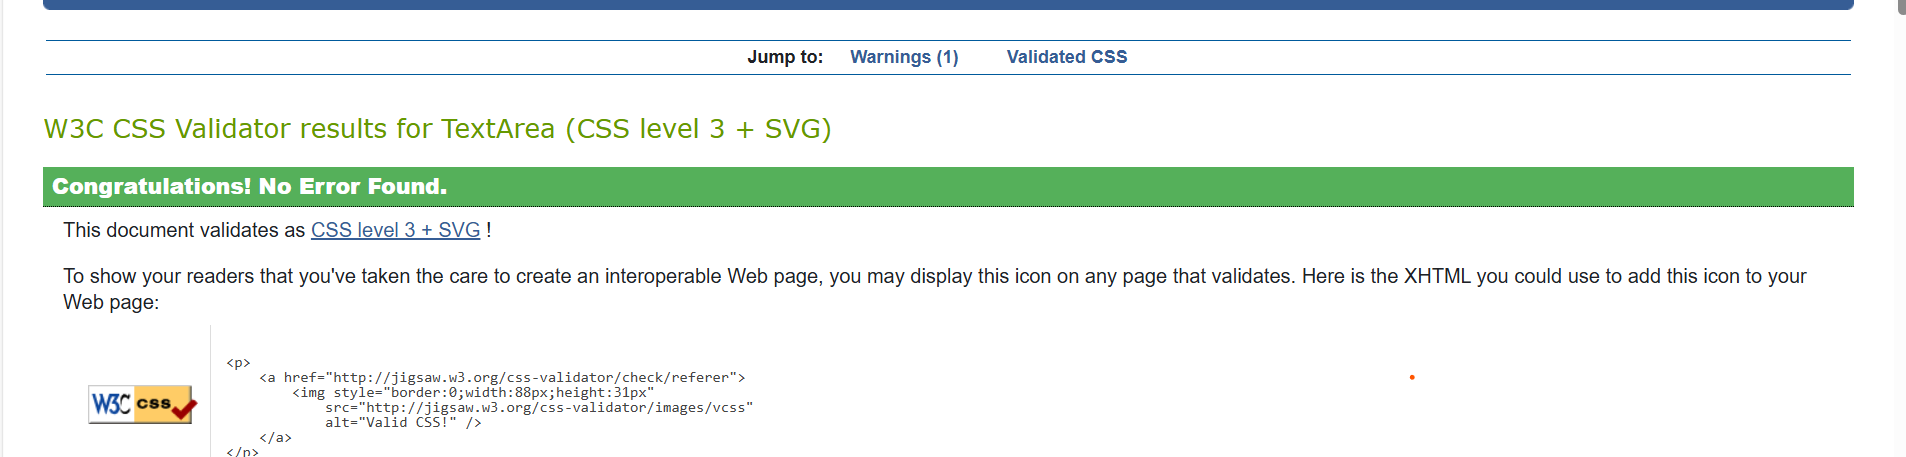 Jump to: Warnings (1) Validated CSS
W3C CSS Validator results for TextArea (CSS level 3 + SVG)
Congratulations! No Error Found.
This document validates as CSS level 3 + SVG !
To show your readers that you've taken the care to create an interoperable Web page, you may display this icon on any page that validates. Here is the XHTML you could use to add this icon to your
Web page:
<p>
<a href="http://jigsaw.w3.org/css-validator/check/referer">
<img style="border:0;width:88px;height:31px"
src="http://jigsaw.w3.org/css-validator/images/vcss"
alt="Valid CSS!" />
W3C css
</a>
</p>